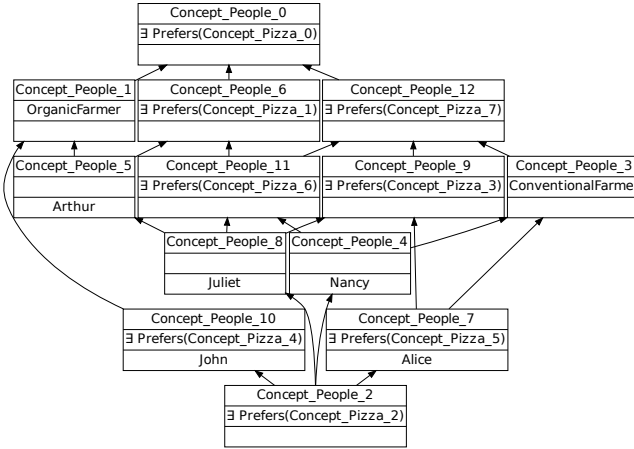 Concept_People_0
∃ Prefers(Concept_Pizza_0)
Concept_People_1
OrganicFarmer
Concept_People_6
∃ Prefers(Concept_Pizza_1)
Concept_People_12
∃ Prefers(Concept_Pizza_7)
Concept_People_5
Arthur
Concept_People_11
∃ Prefers(Concept_Pizza_6)
Concept_People_9
∃ Prefers(Concept_Pizza_3)
Concept_People_3
ConventionalFarme
Concept_People_8
Juliet
Concept_People_4
Nancy
Concept_People_10
∃ Prefers(Concept_Pizza_4)
John
Concept_People_7
∃ Prefers(Concept_Pizza_5)
Alice
Concept_People_2
∃ Prefers(Concept_Pizza_2)